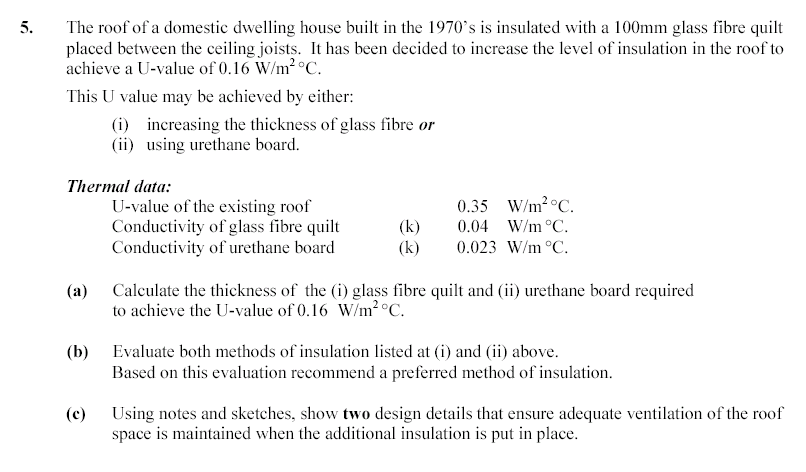 5. The roof of a domestic dwelling house built in the 1970's is insulated with a 100mm glass fibre quilt
placed between the ceiling joists. It has been decided to increase the level of insulation in the roof to
achieve a U-value of 0.16 W/m² °C.
This U value may be achieved by either:
(i) increasing the thickness of glass fibre or
(ii) using urethane board.
Thermal data:
U-value of the existing roof 0.35 W/m² °C.
Conductivity of glass fibre quilt (k) 0.04 W/m °C.
Conductivity of urethane board (k) 0.023 W/m °C.
(a) Calculate the thickness of the (i) glass fibre quilt and (ii) urethane board required
to achieve the U-value of 0.16 W/m² °C.
(b) Evaluate both methods of insulation listed at (i) and (ii) above.
Based on this evaluation recommend a preferred method of insulation.
(c) Using notes and sketches, show two design details that ensure adequate ventilation of the roof
space is maintained when the additional insulation is put in place.